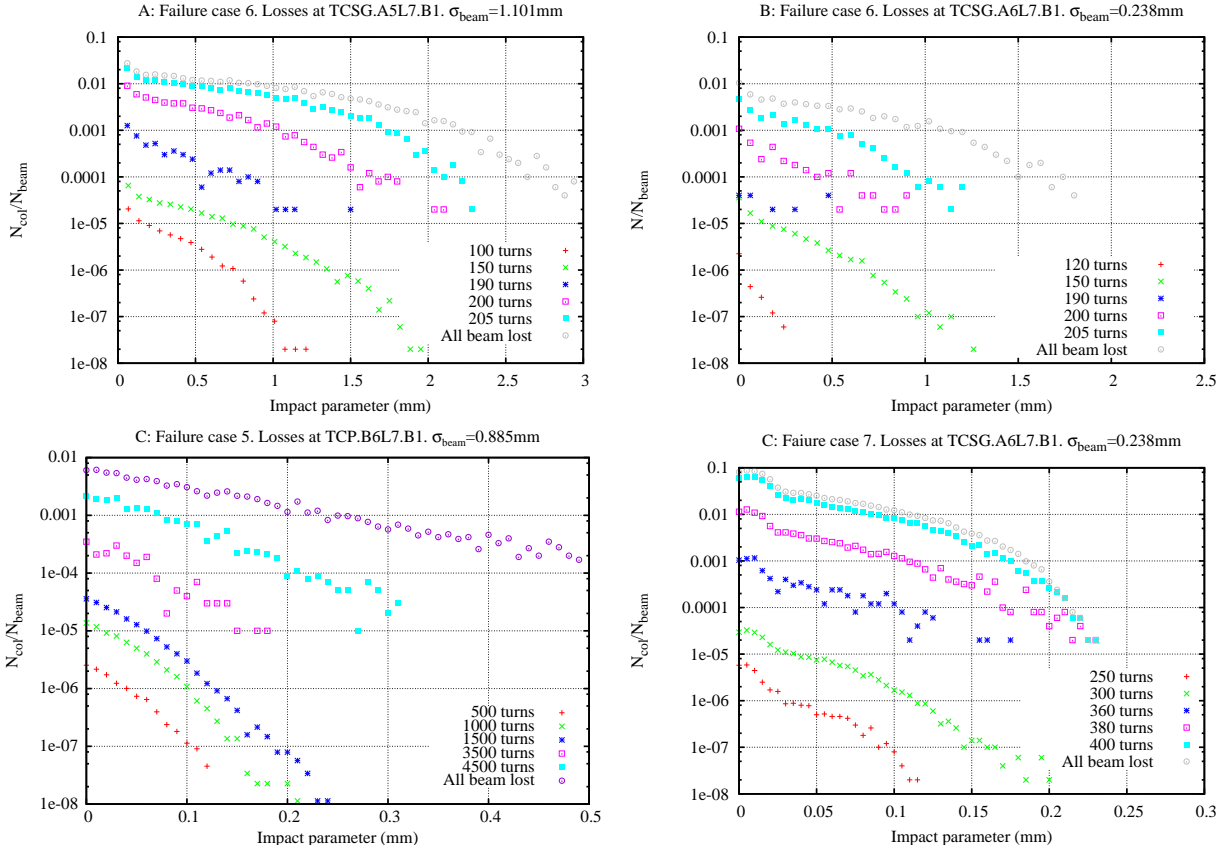 A: Failure case 6. Losses at TCSG.A5L7.B1. σbeam=1.101mm
0.1
0.01
0.001
0.0001
1e-05
1e-06
1e-07
1e-08
Ncol/Nbeam
100 turns
150 turns
190 turns
200 turns
205 turns
All beam lost
0 0.5 1 1.5 2 2.5 3
Impact parameter (mm)
B: Failure case 6. Losses at TCSG.A6L7.B1. σbeam=0.238mm
0.1
0.01
0.001
0.0001
1e-05
1e-06
1e-07
1e-08
N/Nbeam
120 turns
150 turns
190 turns
200 turns
205 turns
All beam lost
0 0.5 1 1.5 2 2.5
Impact parameter (mm)
C: Failure case 5. Losses at TCP.B6L7.B1. σbeam=0.885mm
0.01
0.001
1e-04
1e-05
1e-06
1e-07
1e-08
Ncol/Nbeam
500 turns
1000 turns
1500 turns
3500 turns
4500 turns
All beam lost
0 0.1 0.2 0.3 0.4 0.5
Impact parameter (mm)
C: Faiure case 7. Losses at TCSG.A6L7.B1. σbeam=0.238mm
0.1
0.01
0.001
0.0001
1e-05
1e-06
1e-07
1e-08
Ncol/Nbeam
250 turns
300 turns
360 turns
380 turns
400 turns
All beam lost
0 0.05 0.1 0.15 0.2 0.25 0.3
Impact parameter (mm)